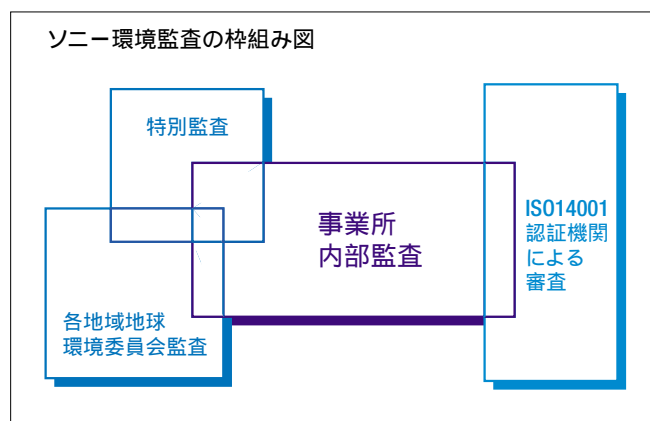 ソニー環境監査の枠組み図
特別監査
事業所
内部監査
ISO14001
認証機関
による
審査
各地域地球
環境委員会監査